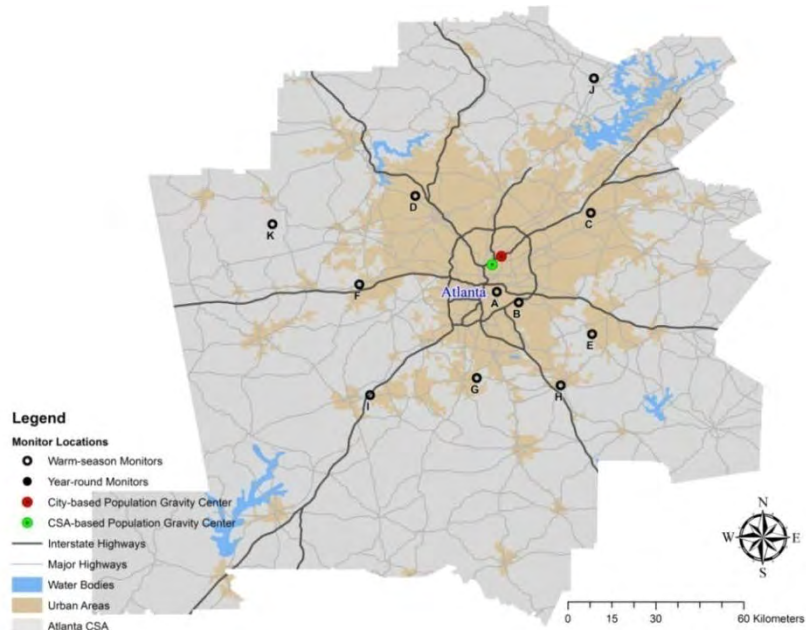 J
D
C
K
F
Atlanta
A
B
E
G
H
I
Legend
Monitor Locations
Warm-season Monitors
Year-round Monitors
City-based Population Gravity Center
CSA-based Population Gravity Center
Interstate Highways
Major Highways
Water Bodies
Urban Areas
Atlanta CSA
N
W
E
S
0 15 30 60 Kilometers